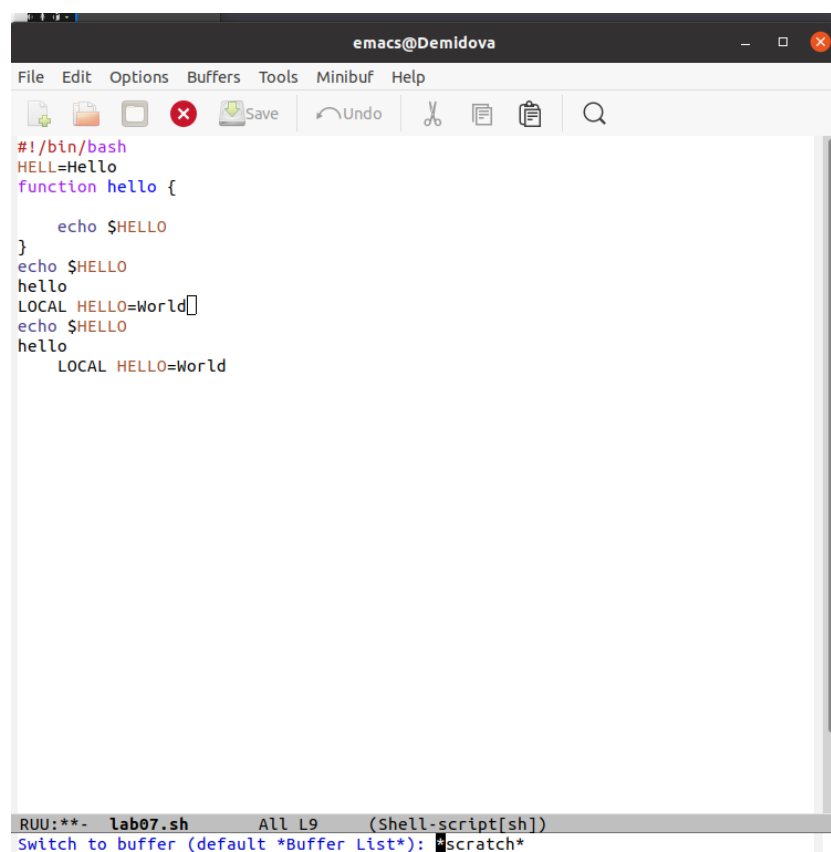 emacs@Demidova
File Edit Options Buffers Tools Minibuf Help
Save Undo
#!/bin/bash
HELL=Hello
function hello {
echo $HELLO
}
echo $HELLO
hello
LOCAL HELLO=World
echo $HELLO
hello
LOCAL HELLO=World
RUU:**- lab07.sh All L9 (Shell-script[sh])
Switch to buffer (default *Buffer List*): *scratch*